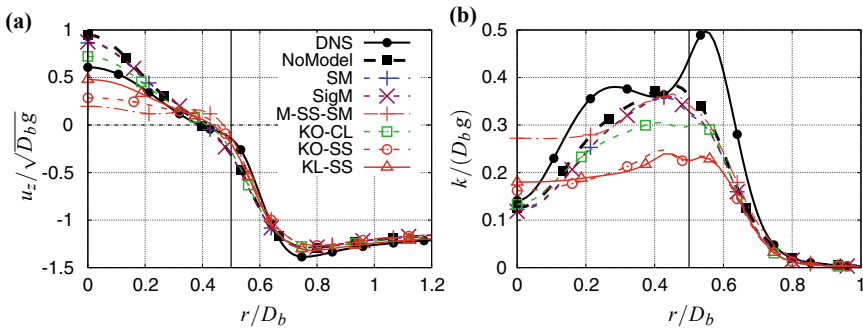 (a)
u_z/√D_b g
1
0.5
0
-0.5
-1
-1.5
0 0.2 0.4 0.6 0.8 1 1.2
r/D_b
DNS
NoModel
SM
SigM
M-SS-SM
KO-CL
KO-SS
KL-SS
(b)
k/(D_b g)
0.5
0.4
0.3
0.2
0.1
0
0 0.2 0.4 0.6 0.8 1
r/D_b